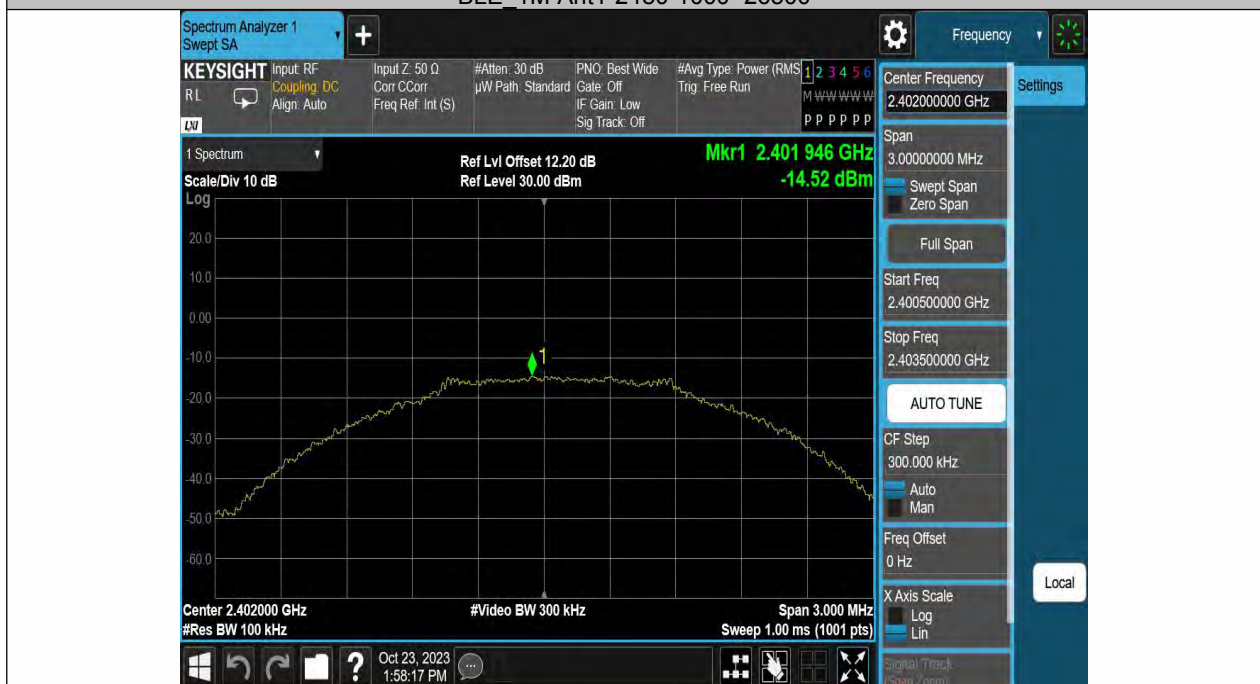 Spectrum Analyzer 1
Swept SA
Frequency
KEYSIGHT
RL
LXI
Input: RF
Coupling: DC
Align: Auto
Input Z: 50 Ω
Corr CCorr
Freq Ref: Int (S)
#Atten: 30 dB
µW Path: Standard
PNO: Best Wide
Gate: Off
IF Gain: Low
Sig Track: Off
#Avg Type: Power (RMS
Trig: Free Run
1 2 3 4 5 6
M W W W W W
P P P P P P
Center Frequency
2.402000000 GHz
Settings
Span
3.00000000 MHz
Swept Span
Zero Span
Full Span
Start Freq
2.400500000 GHz
Stop Freq
2.403500000 GHz
AUTO TUNE
CF Step
300.000 kHz
Auto
Man
Freq Offset
0 Hz
X Axis Scale
Log
Lin
Signal Track
Local
1 Spectrum
Scale/Div 10 dB
Log
Ref Lvl Offset 12.20 dB
Ref Level 30.00 dBm
Mkr1 2.401 946 GHz
-14.52 dBm
20.0
10.0
0.00
-10.0
1
-20.0
-30.0
-40.0
-50.0
-60.0
Center 2.402000 GHz
#Video BW 300 kHz
Span 3.000 MHz
#Res BW 100 kHz
Sweep 1.00 ms (1001 pts)
?
Oct 23, 2023
1:58:17 PM